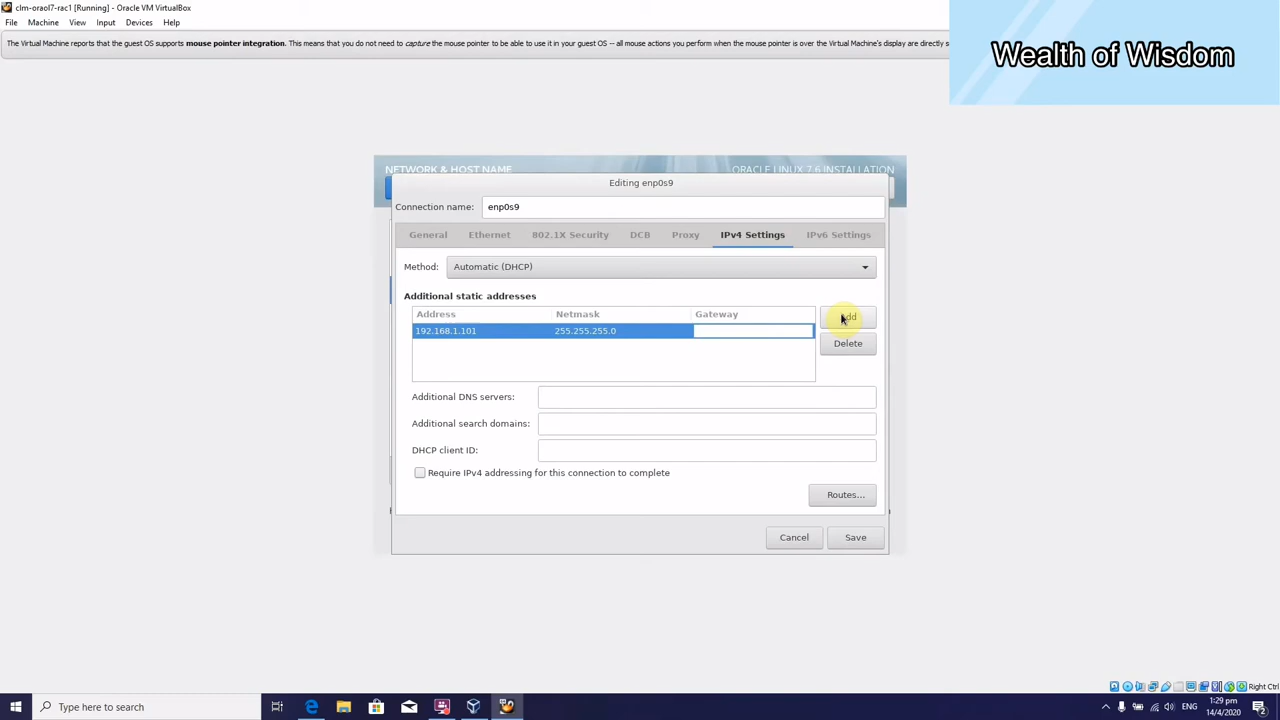 clm-oraol7-rac1 [Running] - Oracle VM VirtualBox
File Machine View Input Devices Help
The Virtual Machine reports that the guest OS supports mouse pointer integration. This means that you do not need to capture the mouse pointer to be able to use it in your guest OS -- all mouse actions you perform when the mouse pointer is over the Virtual Machine's display are directly s
Wealth of Wisdom
NETWORK & HOST NAME
ORACLE LINUX 7.6 INSTALLATION
Editing enp0s9
Connection name: enp0s9
General Ethernet 802.1X Security DCB Proxy IPv4 Settings IPv6 Settings
Method: Automatic (DHCP)
Additional static addresses
Address Netmask Gateway
Add
192.168.1.101 255.255.255.0
Delete
Additional DNS servers:
Additional search domains:
DHCP client ID:
Require IPv4 addressing for this connection to complete
Routes...
Cancel Save
Right Ctrl
Type here to search
ENG
1:29 pm
14/4/2020
2